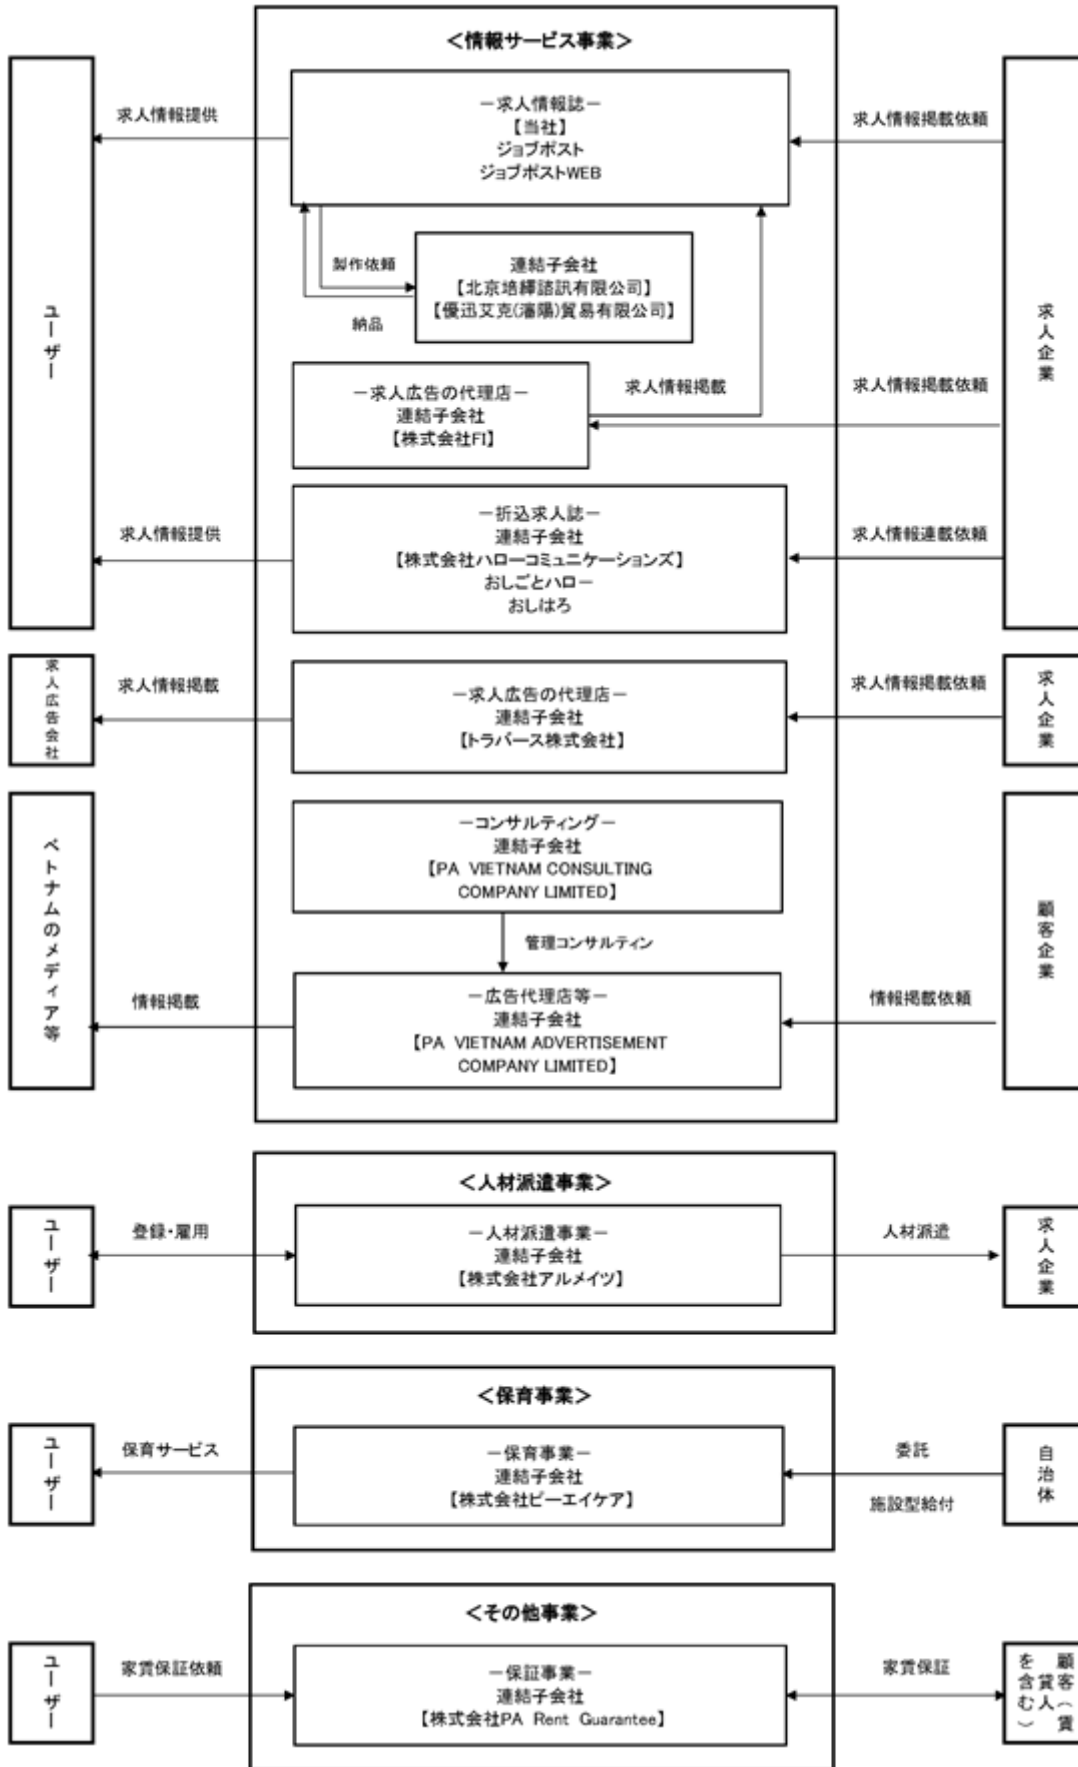 ＜情報サービス事業＞
－求人情報誌－
【当社】
ジョブポスト
ジョブポストWEB
求人情報提供
求人情報掲載依頼
ユーザー
求人企業
製作依頼
納品
連結子会社
【北京培繹諮訊有限公司】
【優迅艾克(瀋陽)貿易有限公司】
－求人広告の代理店－
連結子会社
【株式会社FI】
求人情報掲載
求人情報掲載依頼
－折込求人誌－
連結子会社
【株式会社ハローコミュニケーションズ】
おしごとハロー
おしはろ
求人情報提供
求人情報連載依頼
求人広告会社
求人情報掲載
－求人広告の代理店－
連結子会社
【トラバース株式会社】
求人情報掲載依頼
求人企業
ベトナムのメディア等
－コンサルティング－
連結子会社
【PA VIETNAM CONSULTING
COMPANY LIMITED】
管理コンサルティン
顧客企業
情報掲載
－広告代理店等－
連結子会社
【PA VIETNAM ADVERTISEMENT
COMPANY LIMITED】
情報掲載依頼
＜人材派遣事業＞
ユーザー
登録・雇用
－人材派遣事業－
連結子会社
【株式会社アルメイツ】
人材派遣
求人企業
＜保育事業＞
ユーザー
保育サービス
－保育事業－
連結子会社
【株式会社ピーエイケア】
委託
施設型給付
自治体
＜その他事業＞
ユーザー
家賃保証依頼
－保証事業－
連結子会社
【株式会社PA Rent Guarantee】
家賃保証
顧客（賃
貸人
を含む）